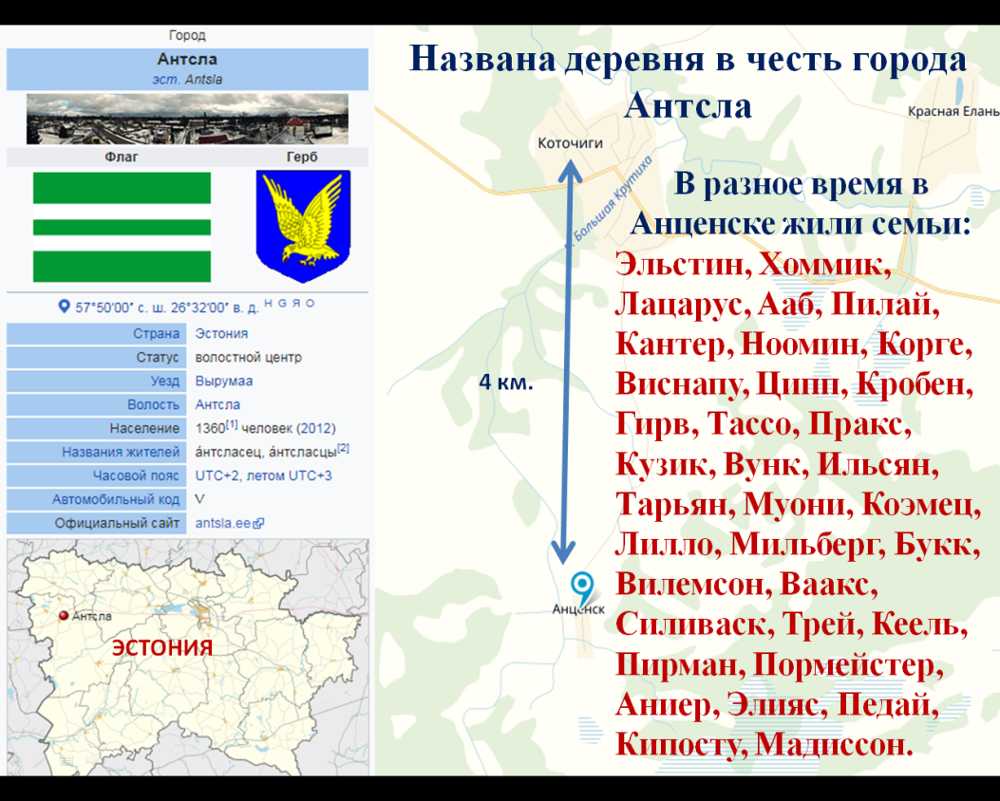 Город
Антсла
эст. Antsla
Флаг Герб
57°50′00″ с. ш. 26°32′00″ в. д. H G Я O
Страна Эстония
Статус волостной центр
Уезд Вырумаа
Волость Антсла
Население 1360[1] человек (2012)
Названия жителей а́нтсласец, а́нтсласцы[2]
Часовой пояс UTC+2, летом UTC+3
Автомобильный код V
Официальный сайт antsla.ee
Антсла
ЭСТОНИЯ
Названа деревня в честь города
Антсла
Красная Елань
Коточиги
р. Большая Крутиха
4 км.
Анценск
В разное время в
Анценске жили семьи:
Эльстин, Хоммик,
Лацарус, Ааб, Пилай,
Кантер, Ноомин, Корге,
Виснапу,Ципп, Кробен,
Гирв, Тассо, Пракс,
Кузик, Вунк, Ильсян,
Тарьян, Муони, Коэмец,
Лилло, Мильберг, Букк,
Вилемсон, Ваакс,
Силиваск, Трей, Кеель,
Пирман, Пормейстер,
Аниер, Элияс, Педай,
Кипосту, Мадиссон.